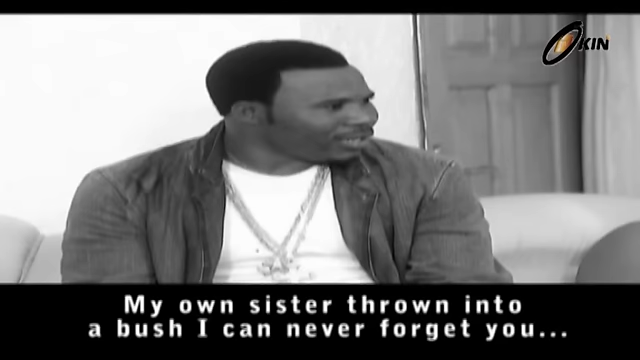 OKIN
My own sister thrown into
a bush I can never forget you...